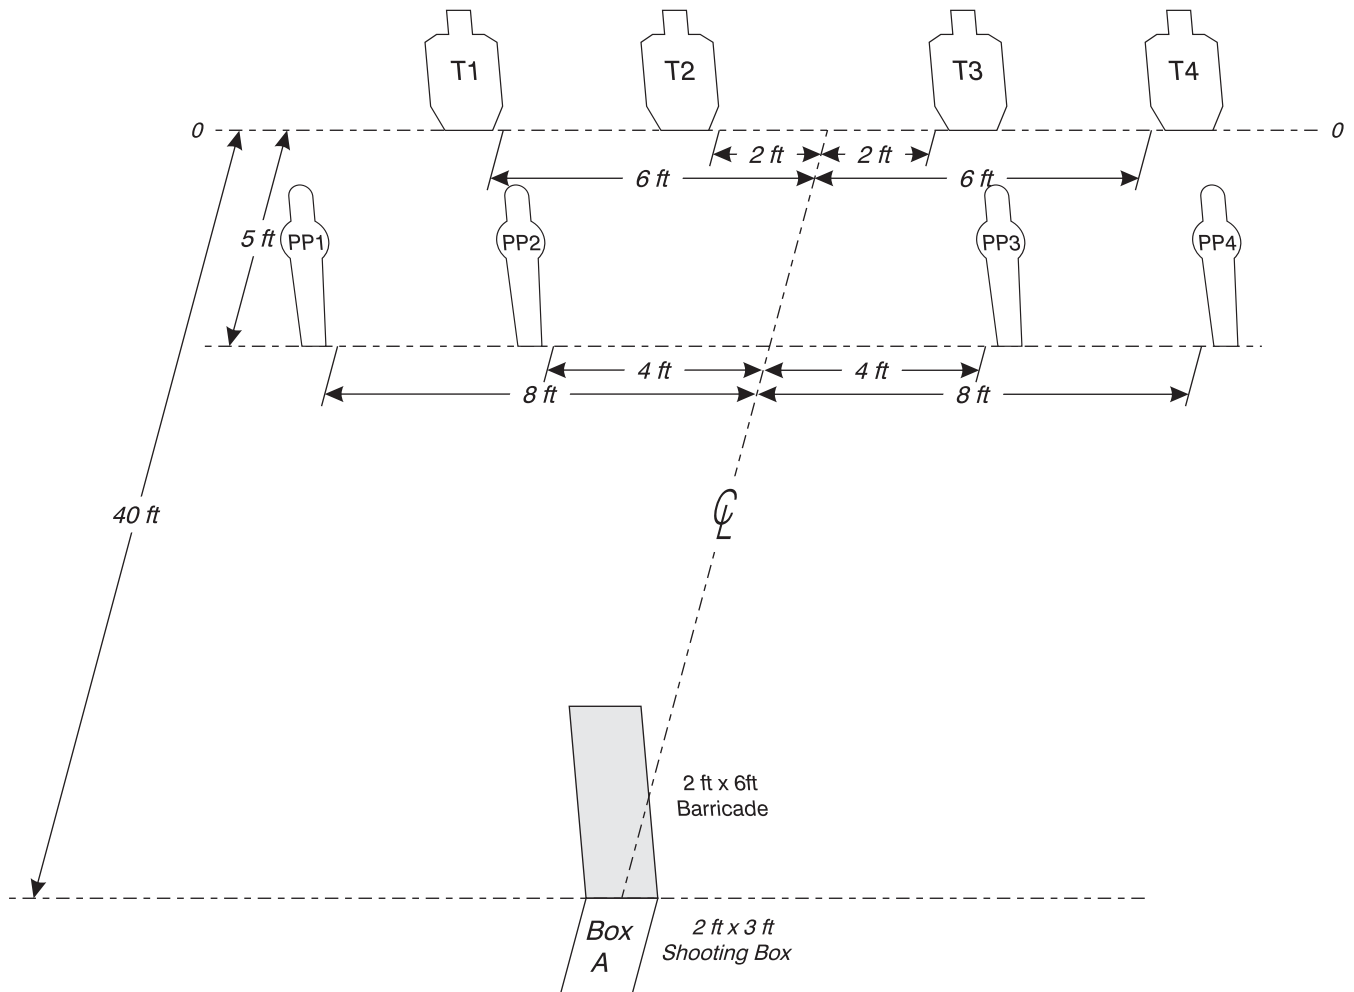 T1 T2 T3 T4
0 0
2 ft 2 ft
6 ft 6 ft
5 ft PP1 PP2 PP3 PP4
4 ft 4 ft
8 ft 8 ft
40 ft
CL
2 ft x 6ft
Barricade
Box
A
2 ft x 3 ft
Shooting Box